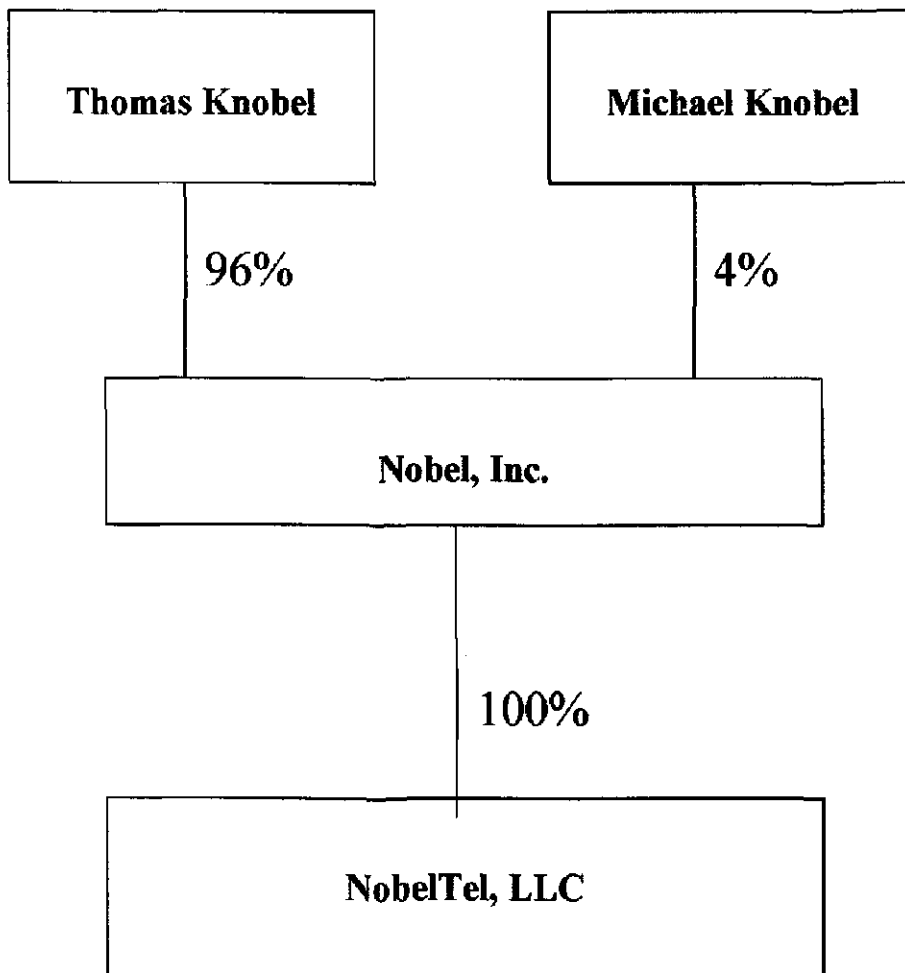 Thomas Knobel
Michael Knobel
96%
4%
Nobel, Inc.
100%
NobelTel, LLC